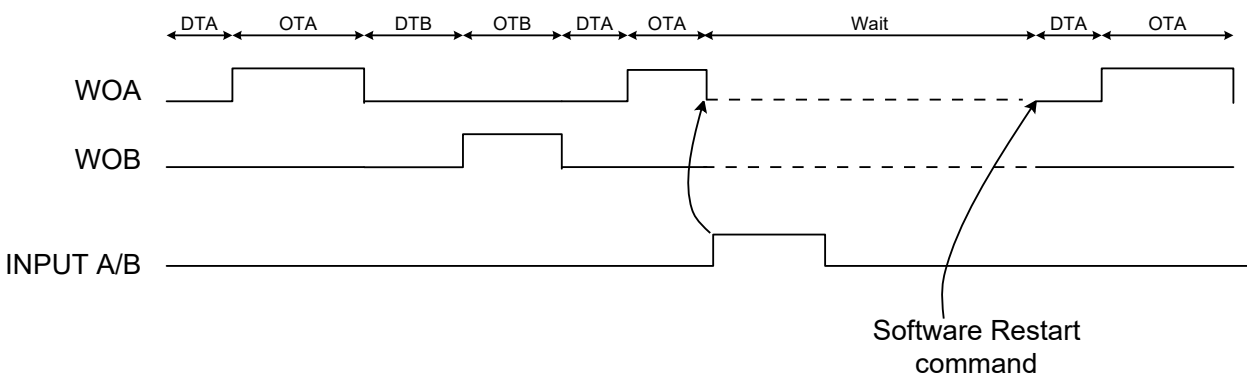 DTA OTA DTB OTB DTA OTA Wait DTA OTA
WOA
WOB
INPUT A/B
Software Restart
command